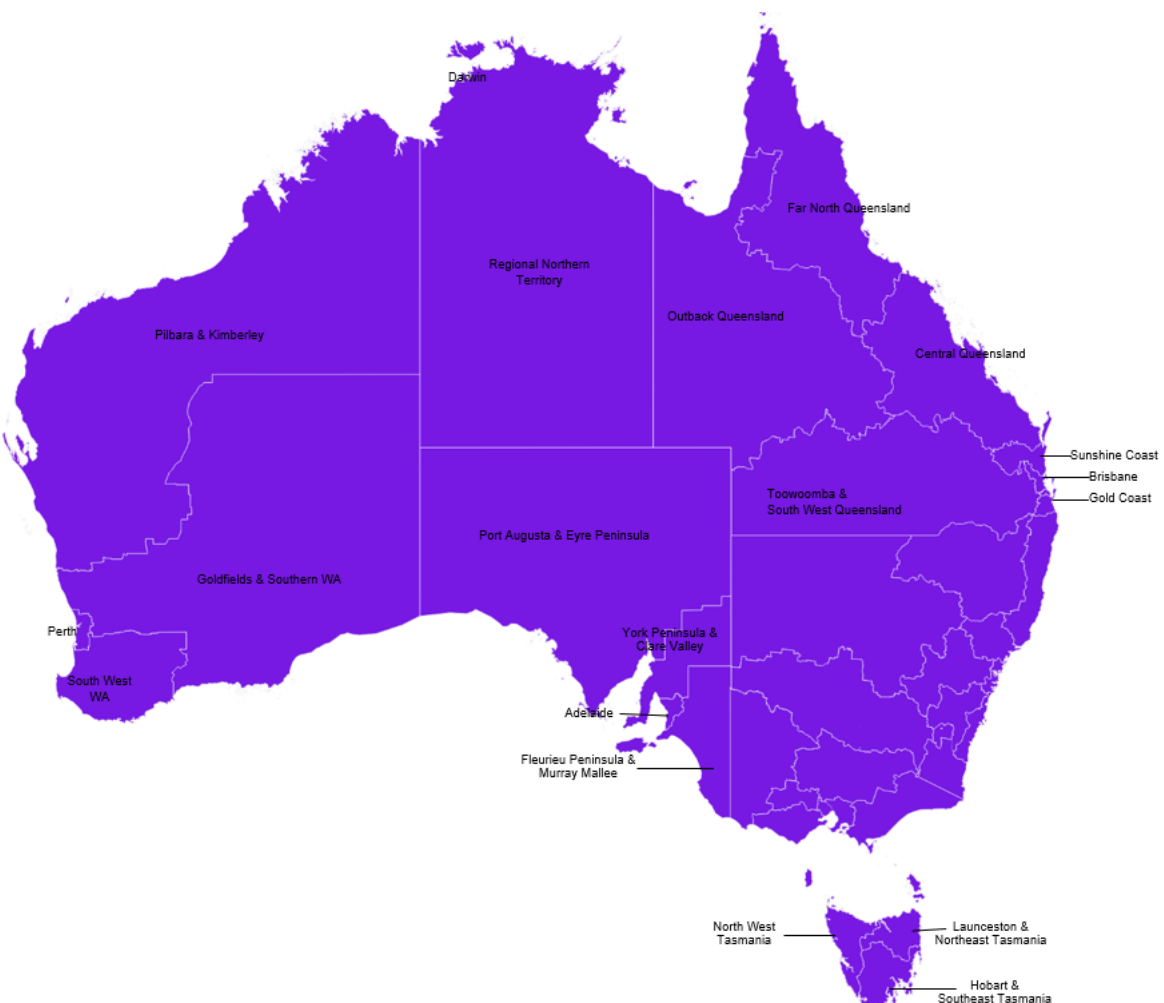 Darwin
Far North Queensland
Regional Northern
Territory
Outback Queensland
Pilbara & Kimberley
Central Queensland
Sunshine Coast
Brisbane
Gold Coast
Toowoomba &
South West Queensland
Port Augusta & Eyre Peninsula
Goldfields & Southern WA
Perth
York Peninsula &
Clare Valley
South West
WA
Adelaide
Fleurieu Peninsula &
Murray Mallee
North West
Tasmania
Launceston &
Northeast Tasmania
Hobart &
Southeast Tasmania